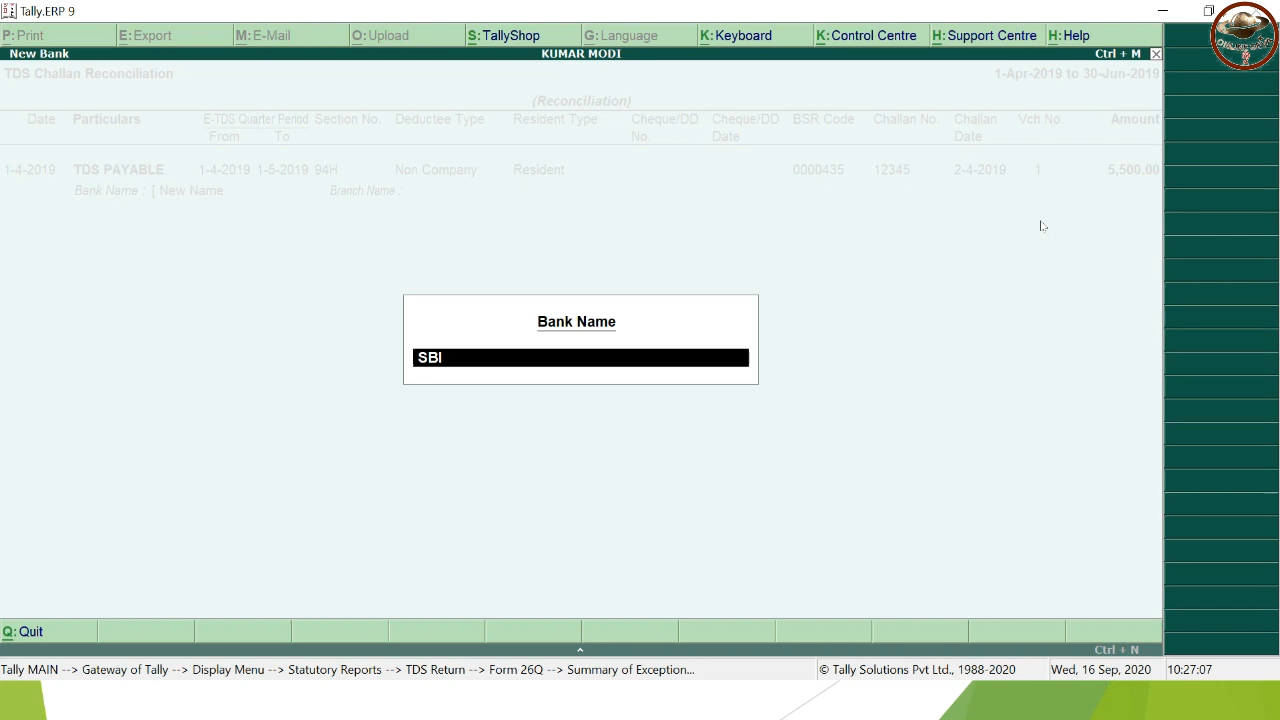 Tally.ERP 9
P: Print E: Export M: E-Mail O: Upload S: TallyShop G: Language K: Keyboard K: Control Centre H: Support Centre H: Help
New Bank KUMAR MODI Ctrl + M
TDS Challan Reconciliation 1-Apr-2019 to 30-Jun-2019
(Reconciliation)
Date Particulars E-TDS Quarter Period Section No. Deductee Type Resident Type Cheque/DD Cheque/DD BSR Code Challan No. Challan Vch No. Amount
From To No. Date Date
1-4-2019 TDS PAYABLE 1-4-2019 1-5-2019 94H Non Company Resident 0000435 12345 2-4-2019 1 5,500.00
Bank Name : [ New Name Branch Name :
Bank Name
SBI
Q: Quit
Ctrl + N
Tally MAIN --> Gateway of Tally --> Display Menu --> Statutory Reports --> TDS Return --> Form 26Q --> Summary of Exception... © Tally Solutions Pvt Ltd., 1988-2020 Wed, 16 Sep, 2020 10:27:07